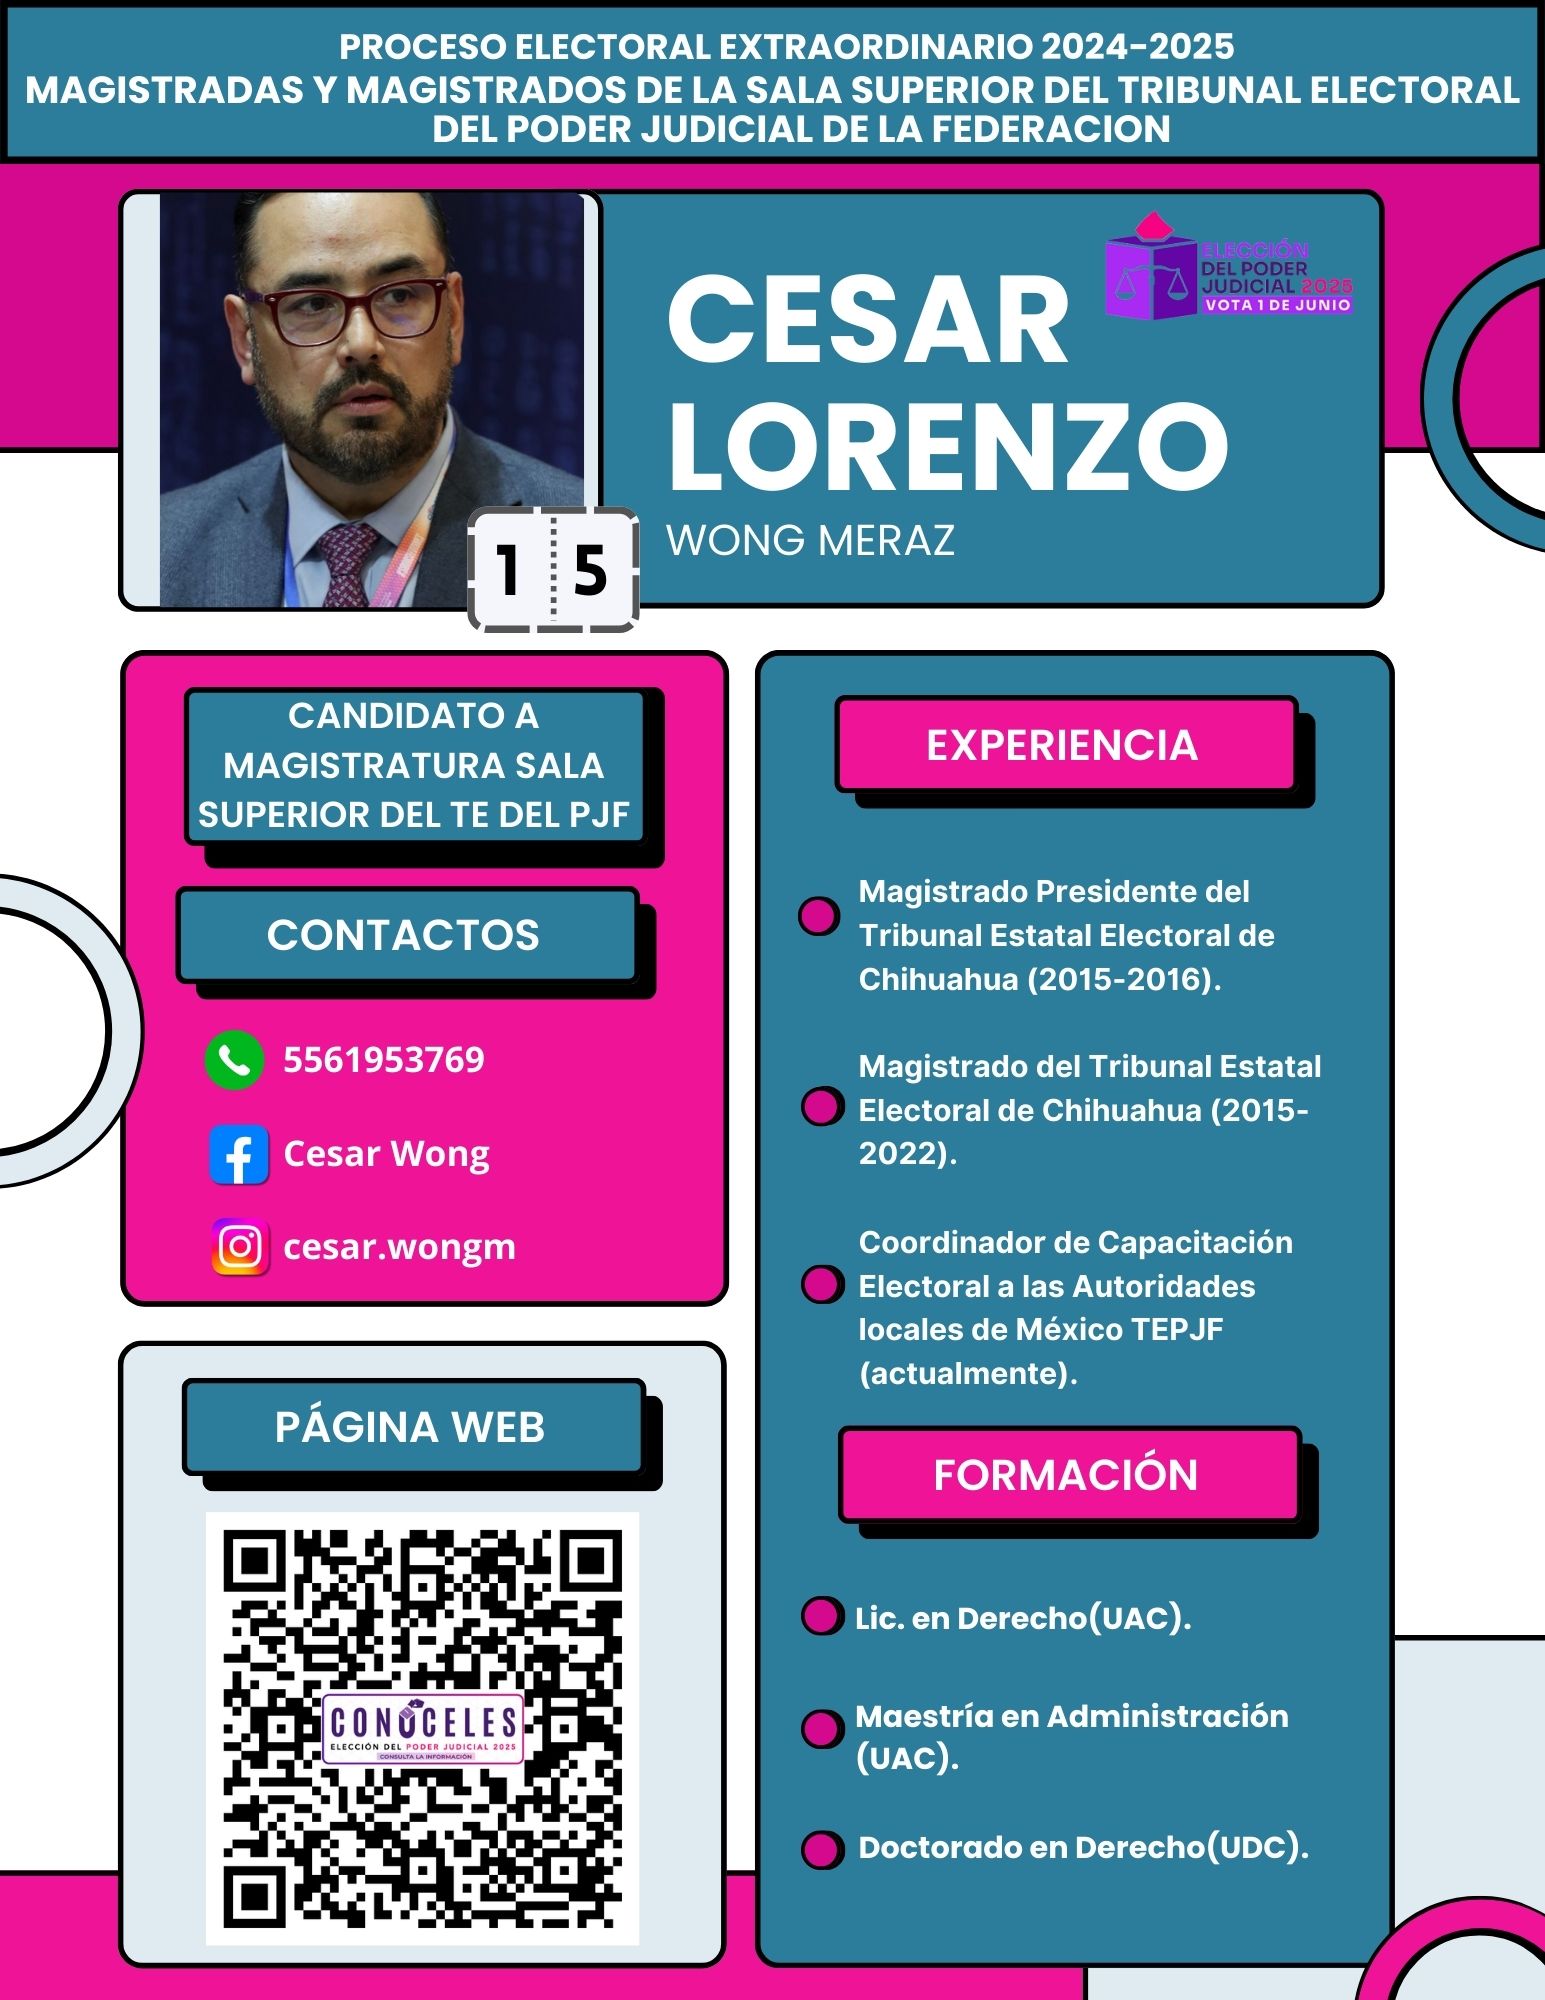 PROCESO ELECTORAL EXTRAORDINARIO 2024-2025
MAGISTRADAS Y MAGISTRADOS DE LA SALA SUPERIOR DEL TRIBUNAL ELECTORAL
DEL PODER JUDICIAL DE LA FEDERACION
ELECCIÓN
DEL PODER
JUDICIAL 2025
VOTA 1 DE JUNIO
CESAR
LORENZO
WONG MERAZ
1 5
CANDIDATO A
MAGISTRATURA SALA
SUPERIOR DEL TE DEL PJF
CONTACTOS
5561953769
Cesar Wong
cesar.wongm
PÁGINA WEB
CONÓCELES
ELECCIÓN DEL PODER JUDICIAL 2025
CONSULTA LA INFORMACIÓN
EXPERIENCIA
Magistrado Presidente del
Tribunal Estatal Electoral de
Chihuahua (2015-2016).
Magistrado del Tribunal Estatal
Electoral de Chihuahua (2015-
2022).
Coordinador de Capacitación
Electoral a las Autoridades
locales de México TEPJF
(actualmente).
FORMACIÓN
Lic. en Derecho(UAC).
Maestría en Administración
(UAC).
Doctorado en Derecho(UDC).